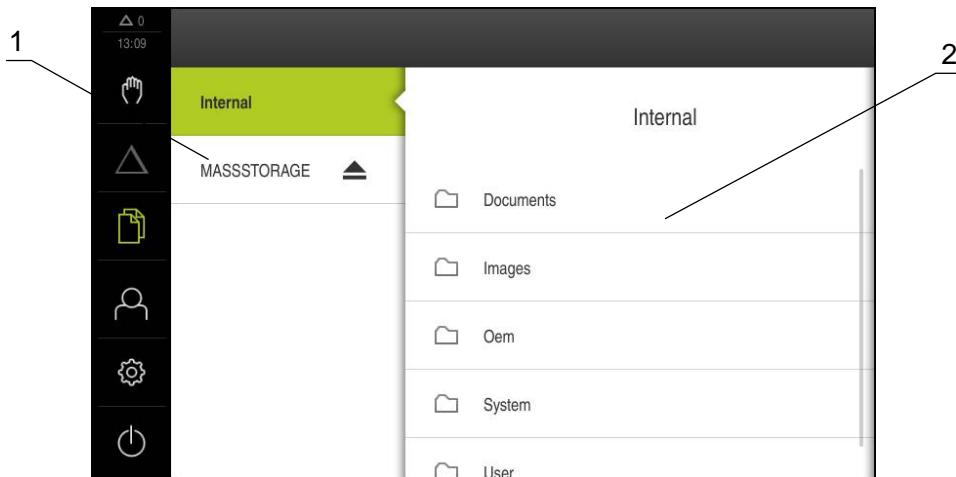 1
2
0
13:09
Internal
MASSSTORAGE
Internal
Documents
Images
Oem
System
User